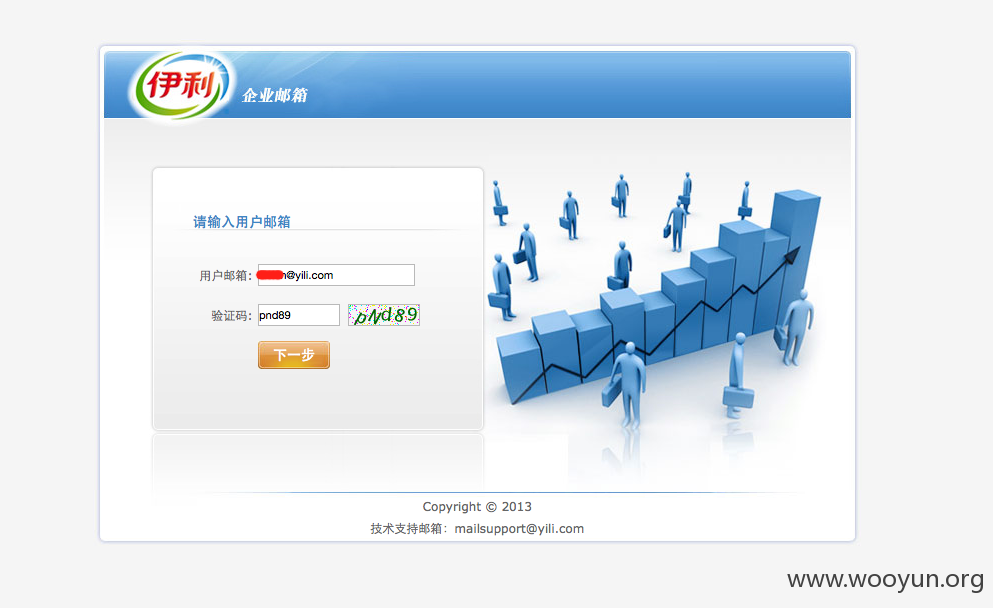 伊利 企业邮箱
请输入用户邮箱
用户邮箱: n@yili.com
验证码: pnd89 pNd89
下一步
Copyright © 2013
技术支持邮箱: mailsupport@yili.com
www.wooyun.org